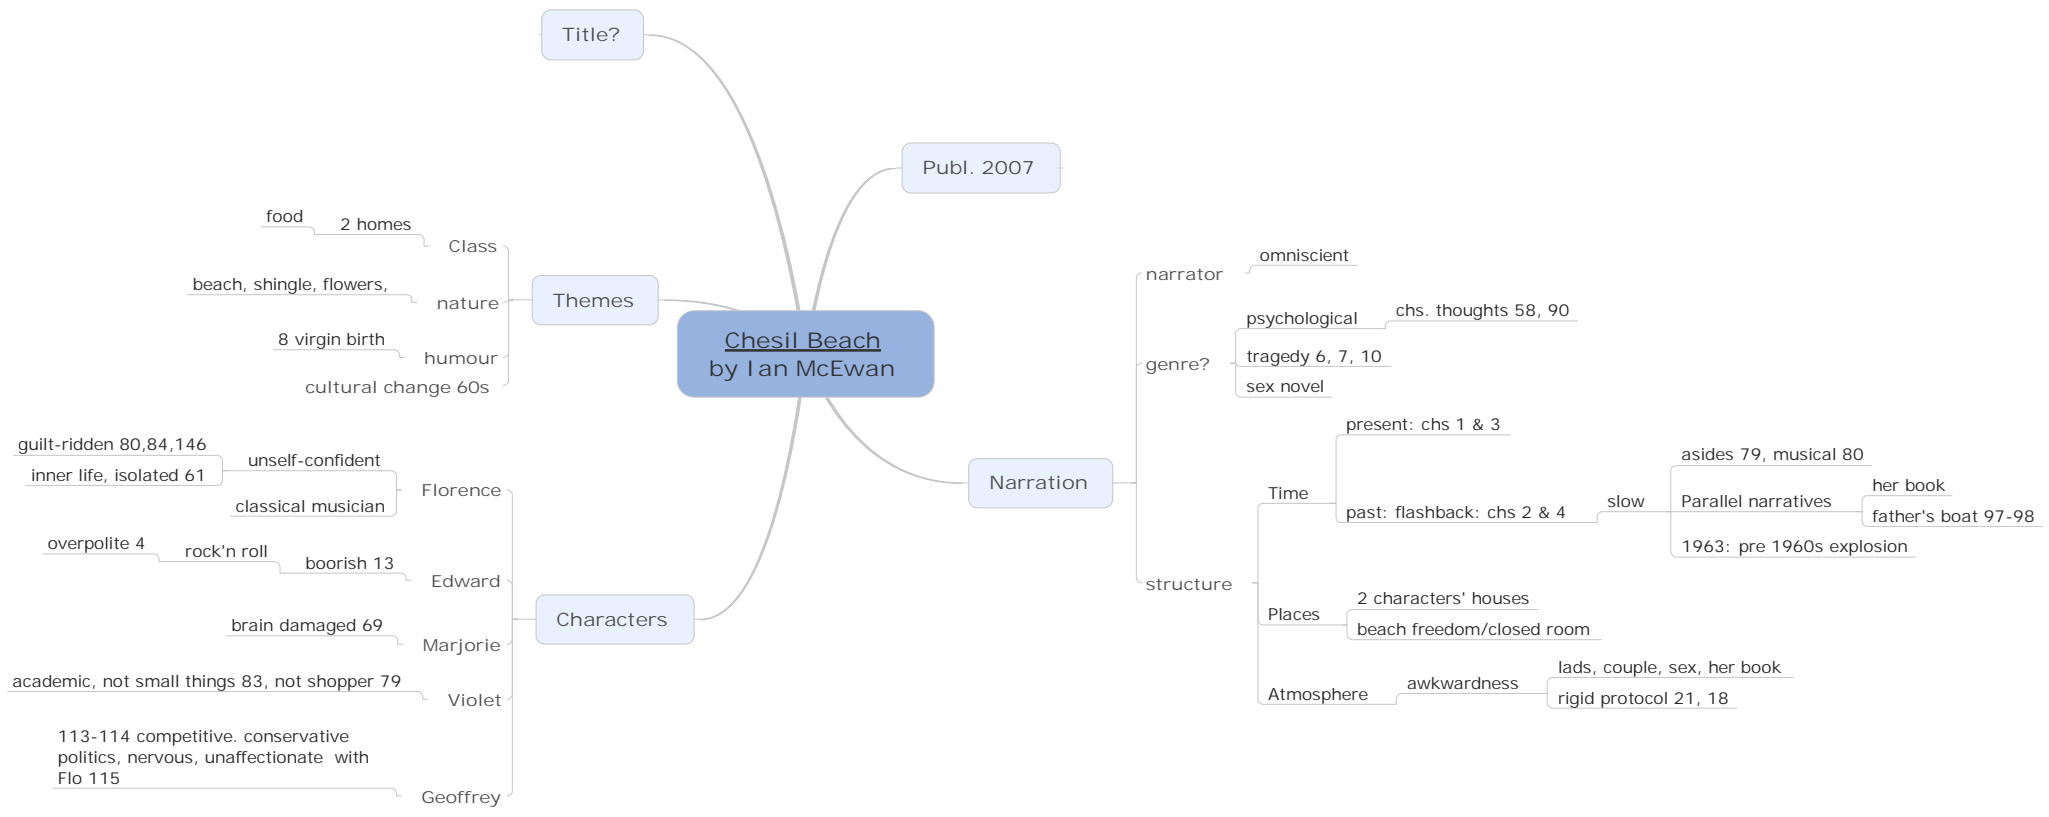 Title?
Chesil Beach
by Ian McEwan
Publ. 2007
Themes
Class
2 homes
food
nature
beach, shingle, flowers,
humour
8 virgin birth
cultural change 60s
Characters
Florence
unself-confident
guilt-ridden 80,84,146
inner life, isolated 61
classical musician
Edward
boorish 13
rock'n roll
overpolite 4
Marjorie
brain damaged 69
Violet
academic, not small things 83, not shopper 79
Geoffrey
113-114 competitive. conservative
politics, nervous, unaffectionate with
Flo 115
Narration
narrator
omniscient
genre?
psychological
chs. thoughts 58, 90
tragedy 6, 7, 10
sex novel
structure
Time
present: chs 1 & 3
past: flashback: chs 2 & 4
slow
asides 79, musical 80
Parallel narratives
her book
father's boat 97-98
1963: pre 1960s explosion
Places
2 characters' houses
beach freedom/closed room
Atmosphere
awkwardness
lads, couple, sex, her book
rigid protocol 21, 18